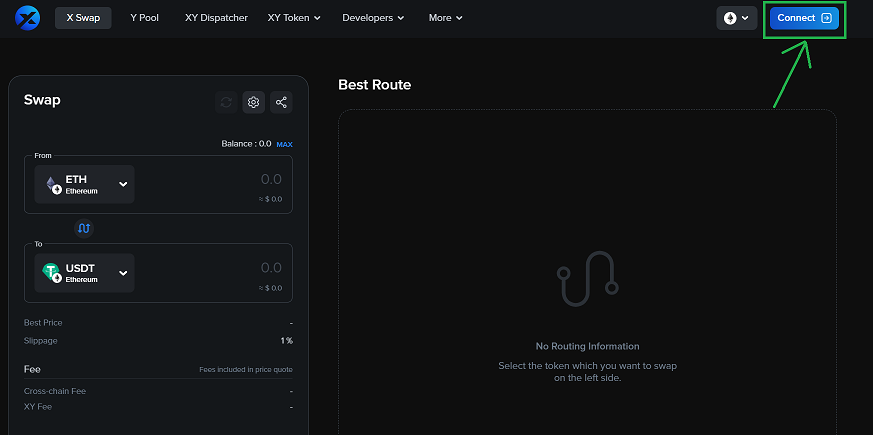 X Swap Y Pool XY Dispatcher XY Token Developers More Connect
Swap
Best Route
Balance : 0.0 MAX
From
ETH 0.0
Ethereum ≈ $ 0.0
To
USDT 0.0
Ethereum ≈ $ 0.0
Best Price -
Slippage 1%
Fee Fees included in price quote
Cross-chain Fee -
XY Fee -
No Routing Information
Select the token which you want to swap
on the left side.